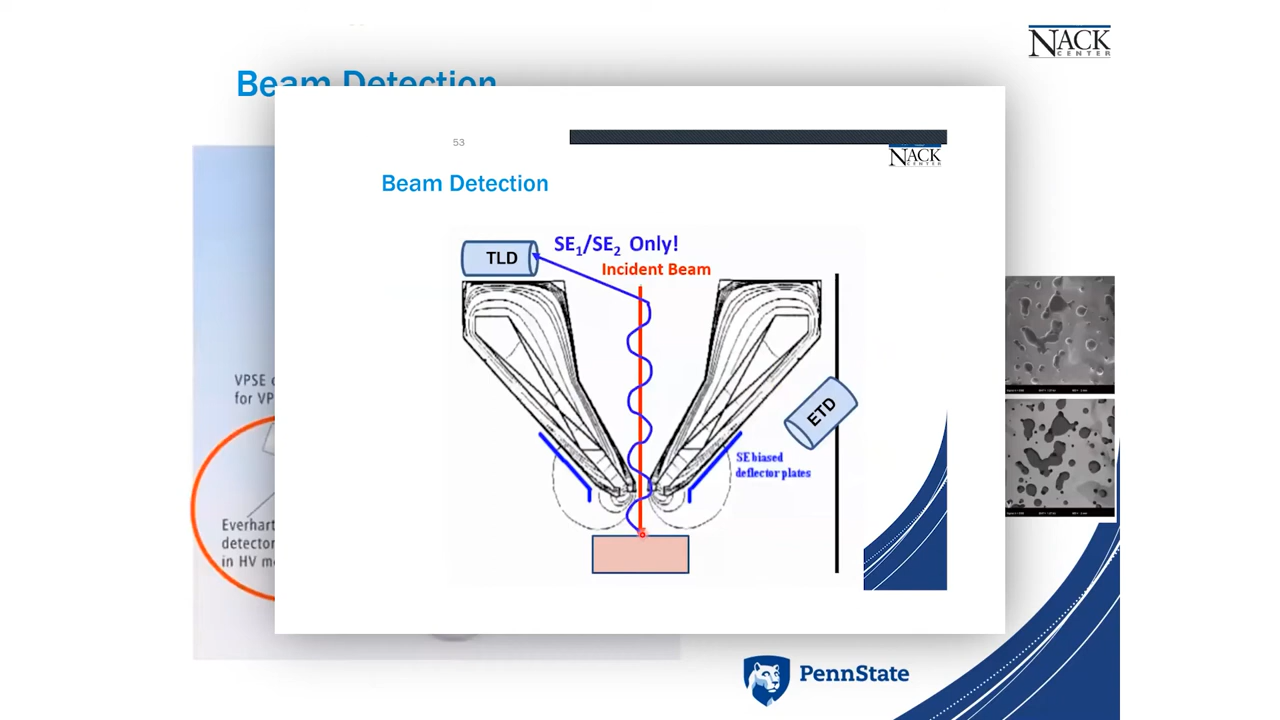 NACK
CENTER
Beam Detection
53
NACK
CENTER
Beam Detection
SE1/SE2 Only!
TLD
Incident Beam
ETD
SE biased
deflector plates
VPSE
for VP
Everhart
detector
in HV
PennState